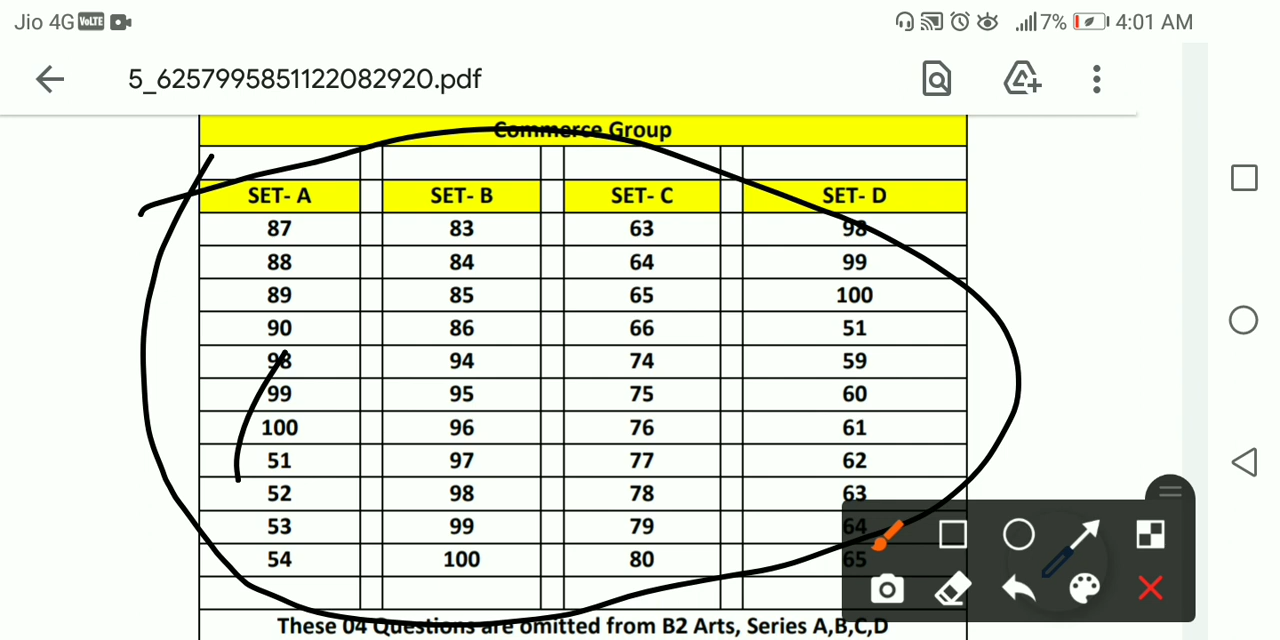 Jio 4G VoLTE 7% 4:01 AM
5_6257995851122082920.pdf
Commerce Group
SET- A SET- B SET- C SET- D
87 83 63 98
88 84 64 99
89 85 65 100
90 86 66 51
98 94 74 59
99 95 75 60
100 96 76 61
51 97 77 62
52 98 78 63
53 99 79 64
54 100 80 65
These 04 Questions are omitted from B2 Arts, Series A,B,C,D